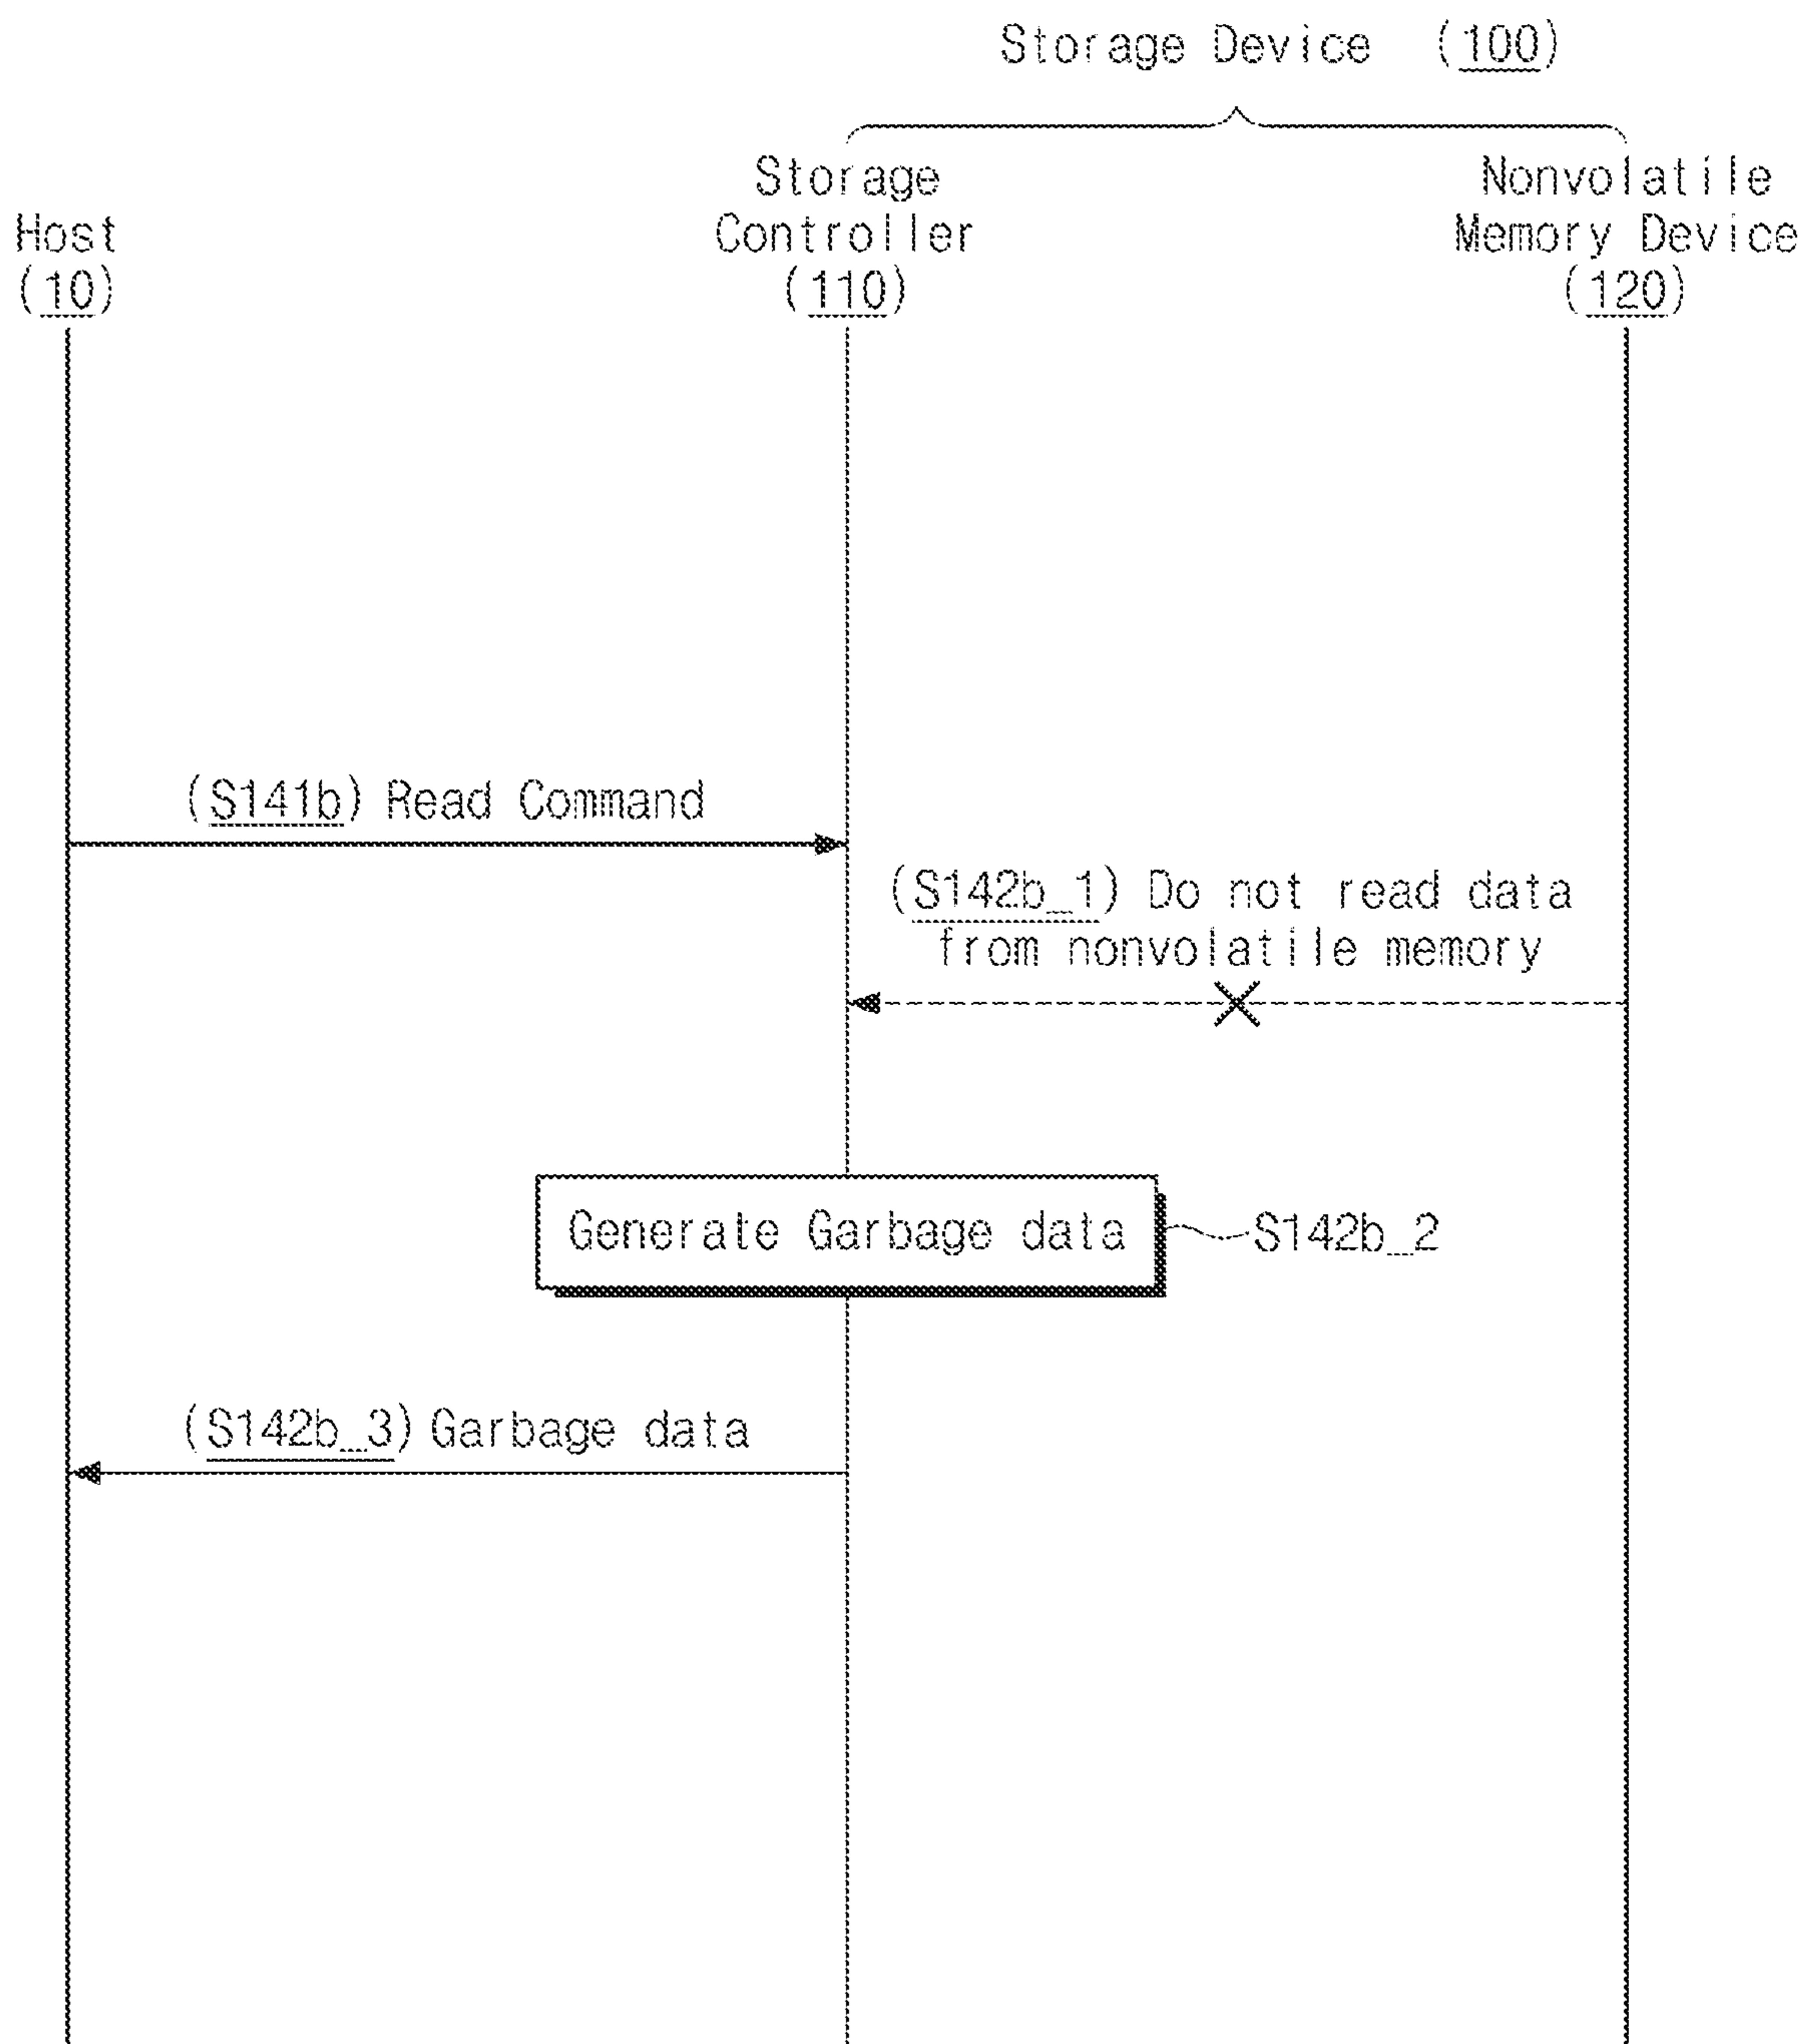 Storage Device (100)
Host
(10)
Storage
Controller
(110)
Nonvolatile
Memory Device
(120)
(S141b) Read Command
(S142b_1) Do not read data
from nonvolatile memory
Generate Garbage data
S142b_2
(S142b_3) Garbage data